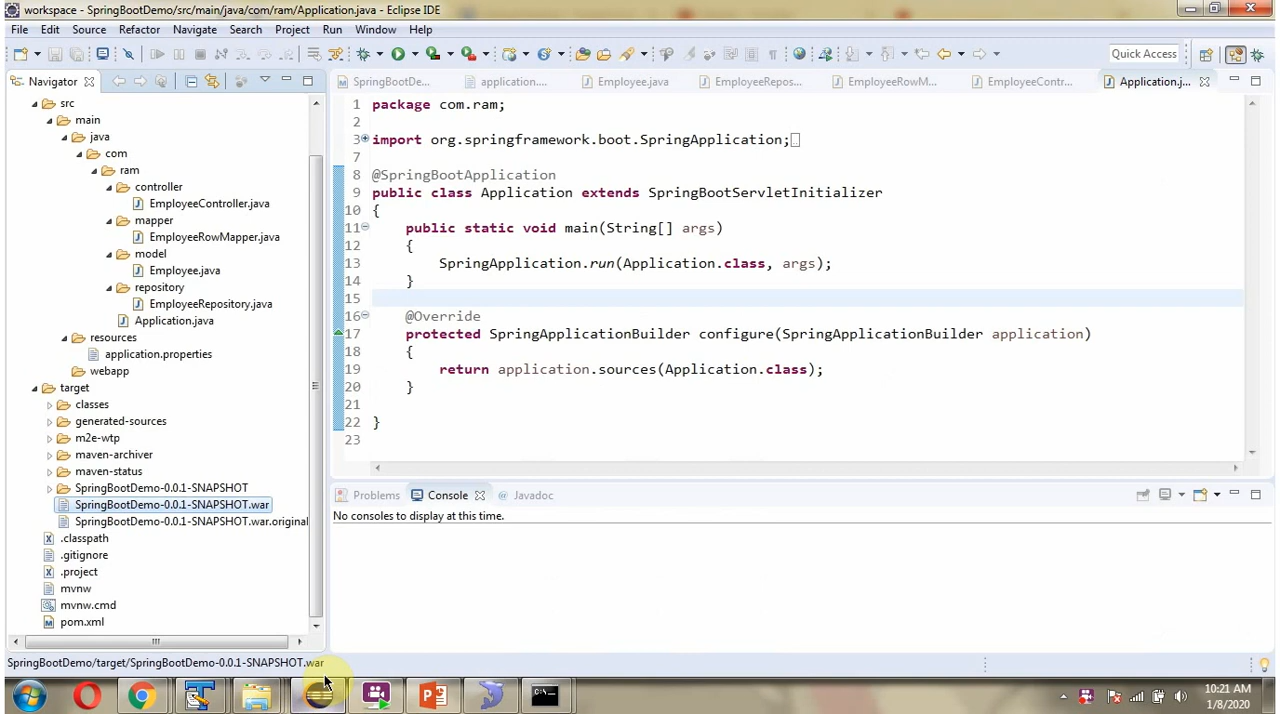 workspace - SpringBootDemo/src/main/java/com/ram/Application.java - Eclipse IDE
File Edit Source Refactor Navigate Search Project Run Window Help
Quick Access
Navigator
SpringBootDe...
application....
Employee.java
EmployeeRepos...
EmployeeRowM...
EmployeeContr...
Application.j...
src
main
java
com
ram
controller
EmployeeController.java
mapper
EmployeeRowMapper.java
model
Employee.java
repository
EmployeeRepository.java
Application.java
resources
application.properties
webapp
target
classes
generated-sources
m2e-wtp
maven-archiver
maven-status
SpringBootDemo-0.0.1-SNAPSHOT
SpringBootDemo-0.0.1-SNAPSHOT.war
SpringBootDemo-0.0.1-SNAPSHOT.war.original
.classpath
.gitignore
.project
mvnw
mvnw.cmd
pom.xml
1 package com.ram;
2
3 import org.springframework.boot.SpringApplication;
7
8 @SpringBootApplication
9 public class Application extends SpringBootServletInitializer
10 {
11 public static void main(String[] args)
12 {
13 SpringApplication.run(Application.class, args);
14 }
15
16 @Override
17 protected SpringApplicationBuilder configure(SpringApplicationBuilder application)
18 {
19 return application.sources(Application.class);
20 }
21
22 }
23
Problems Console @ Javadoc
No consoles to display at this time.
SpringBootDemo/target/SpringBootDemo-0.0.1-SNAPSHOT.war
10:21 AM
1/8/2020